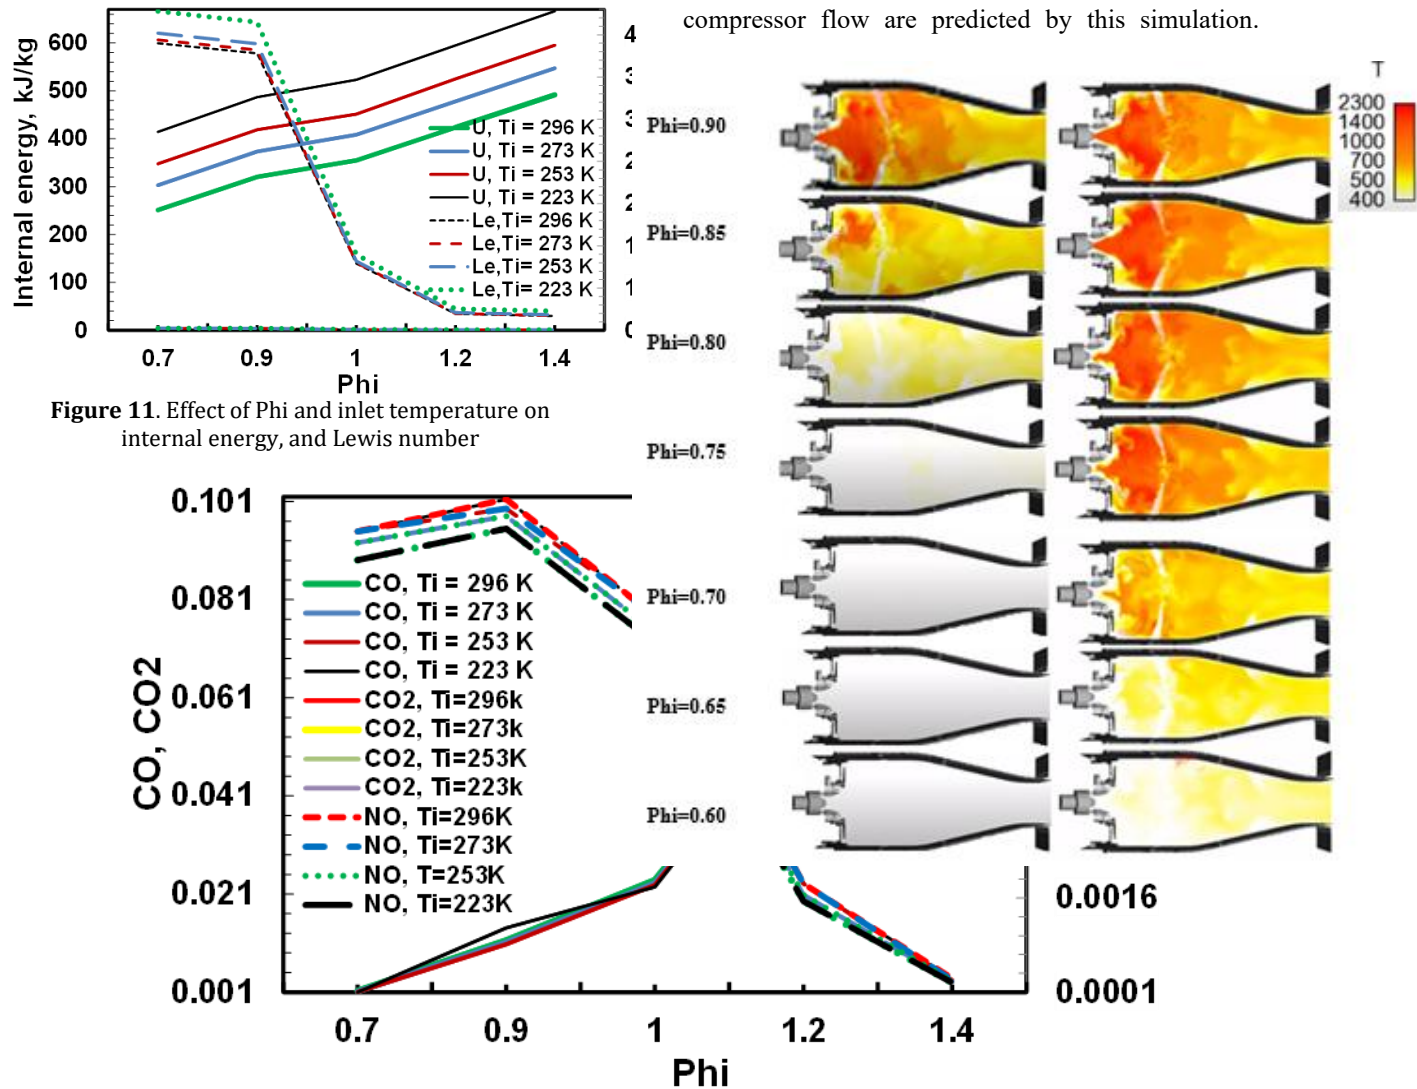 compressor flow are predicted by this simulation.
Internal energy, kJ/kg
600
500
400
300
200
100
0
4
3
3
2
2
1
1
0
U, Ti = 296 K
U, Ti = 273 K
U, Ti = 253 K
U, Ti = 223 K
Le,Ti= 296 K
Le,Ti= 273 K
Le,Ti= 253 K
Le,Ti= 223 K
0.7 0.9 1 1.2 1.4
Phi
Figure 11. Effect of Phi and inlet temperature on
internal energy, and Lewis number
T
2300
1400
1000
700
500
400
Phi=0.90
Phi=0.85
Phi=0.80
Phi=0.75
Phi=0.70
Phi=0.65
Phi=0.60
CO, CO2
0.101
0.081
0.061
0.041
0.021
0.001
CO, Ti = 296 K
CO, Ti = 273 K
CO, Ti = 253 K
CO, Ti = 223 K
CO2, Ti=296k
CO2, Ti=273k
CO2, Ti=253K
CO2, Ti=223k
NO, Ti=296K
NO, Ti=273K
NO, T=253K
NO, Ti=223K
0.0016
0.0001
0.7 0.9 1 1.2 1.4
Phi